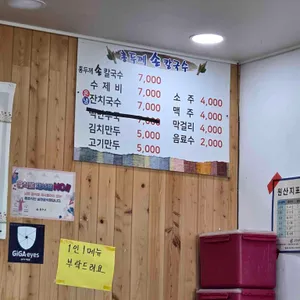 홍두깨 손 칼국수
홍두께 손 칼국수 7,000
수제비 7,000
잔치국수 7,000
7,000
김치만두 5,000
고기만두 5,000
소주 4,000
맥주 4,000
막걸리 4,000
음료수 2,000
GiGA eyes
1인 1메뉴
부탁드려요.
원산지표